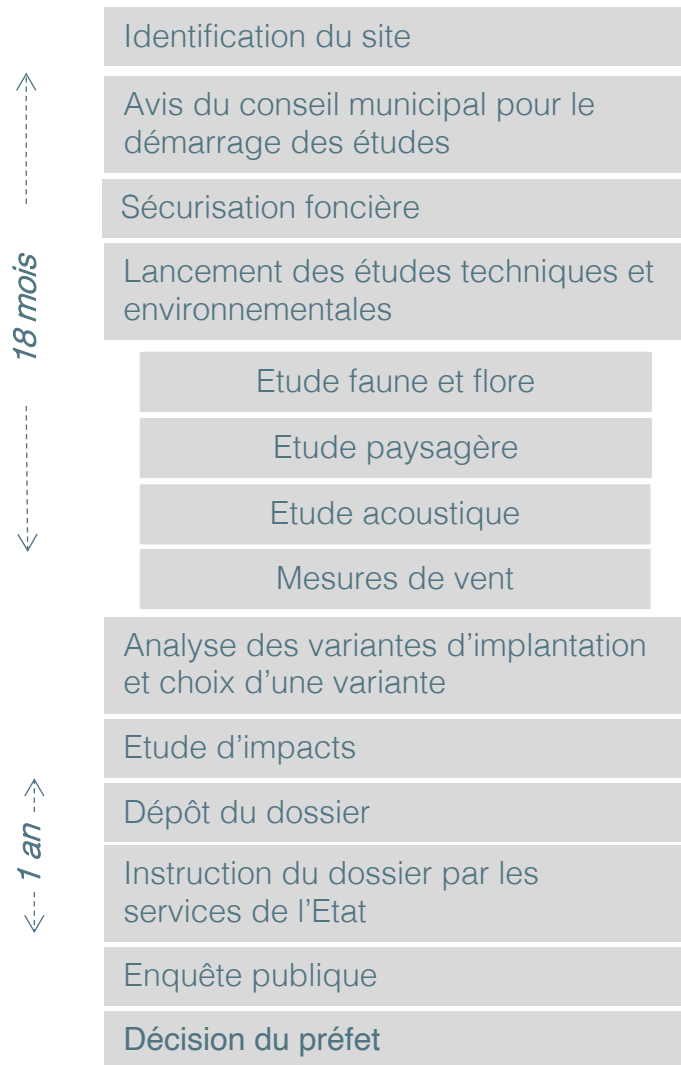 Identification du site
Avis du conseil municipal pour le
démarrage des études
Sécurisation foncière
18 mois
Lancement des études techniques et
environnementales
Etude faune et flore
Etude paysagère
Etude acoustique
Mesures de vent
Analyse des variantes d’implantation
et choix d’une variante
Etude d’impacts
Dépôt du dossier
1 an
Instruction du dossier par les
services de l’Etat
Enquête publique
Décision du préfet